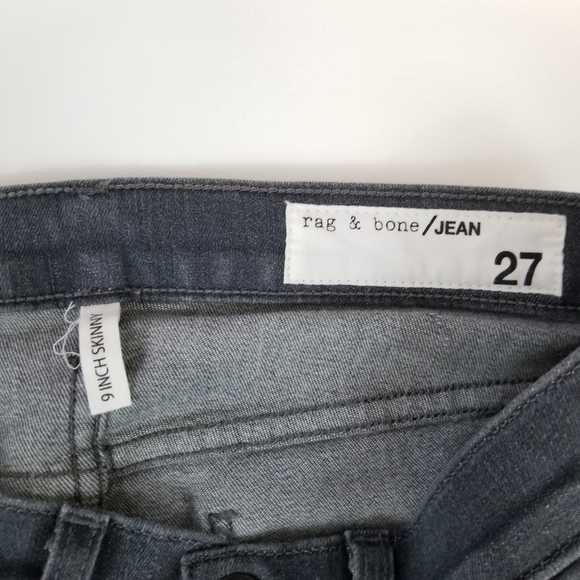 rag & bone/JEAN
27
9 INCH SKINNY